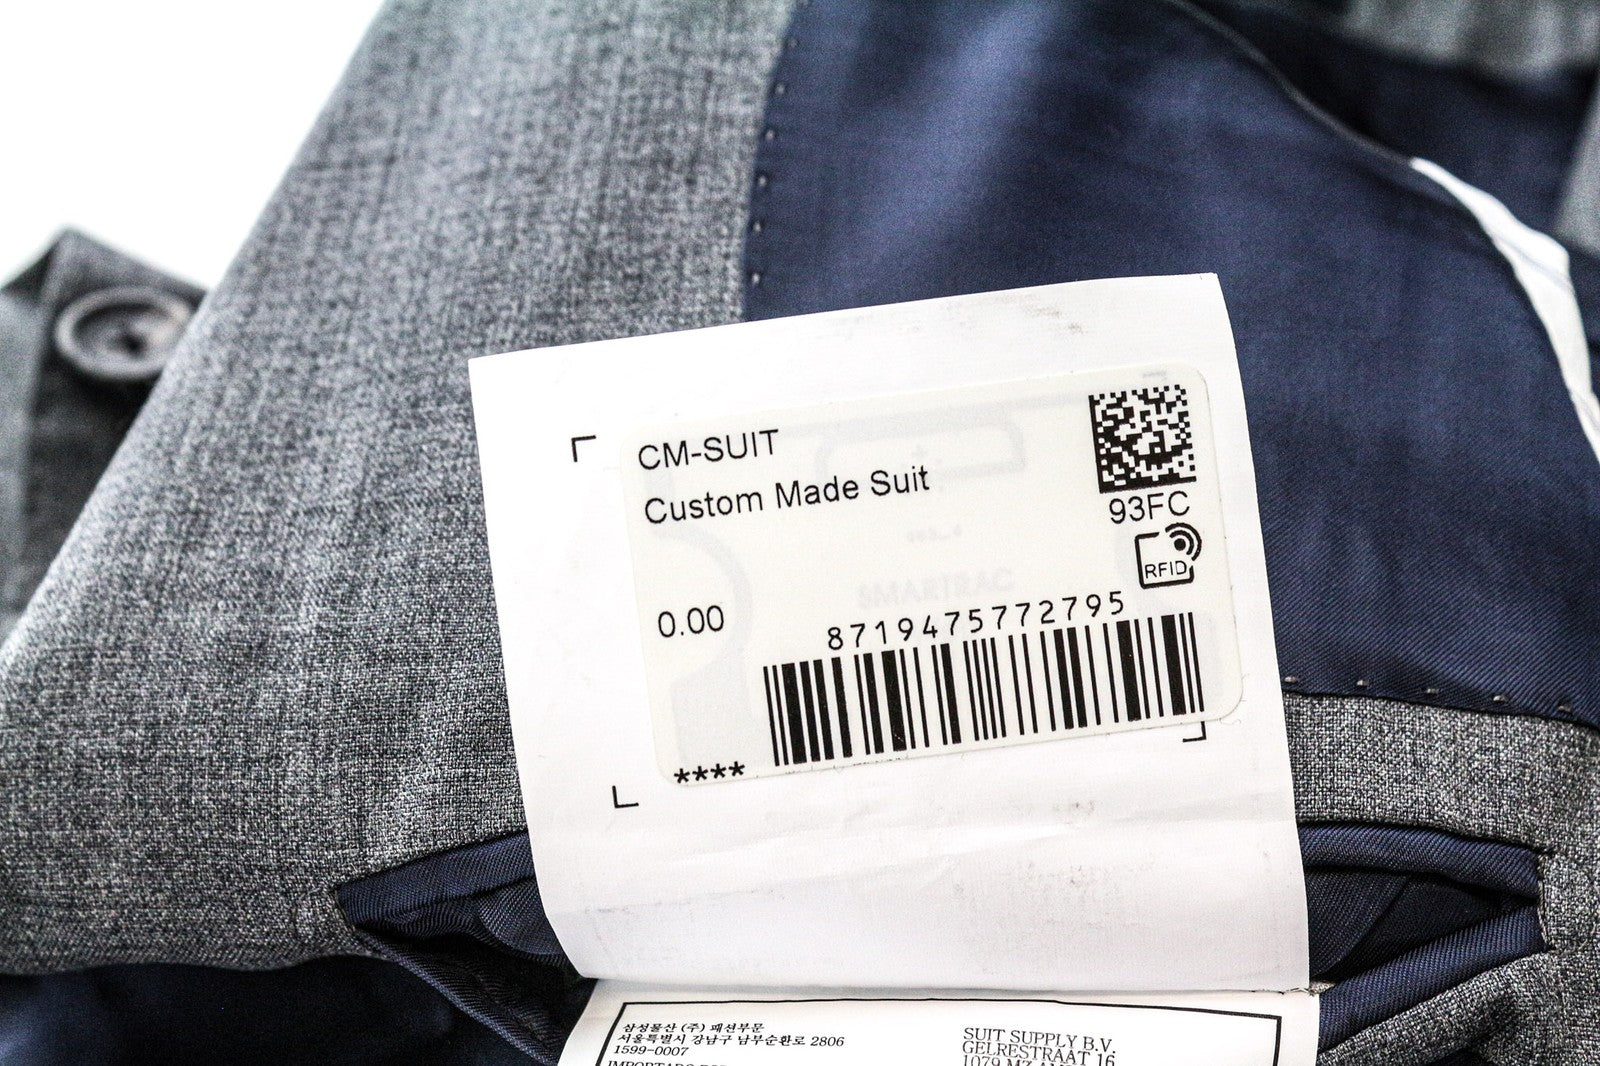 CM-SUIT
Custom Made Suit
93FC
RFID
0.00
8719475772795
****
SMARTRAC
삼성물산 (주) 패션부문
서울특별시 강남구 남부순환로 2806
1599-0007
SUIT SUPPLY B.V.
GELRESTRAAT 16
1079 MZ